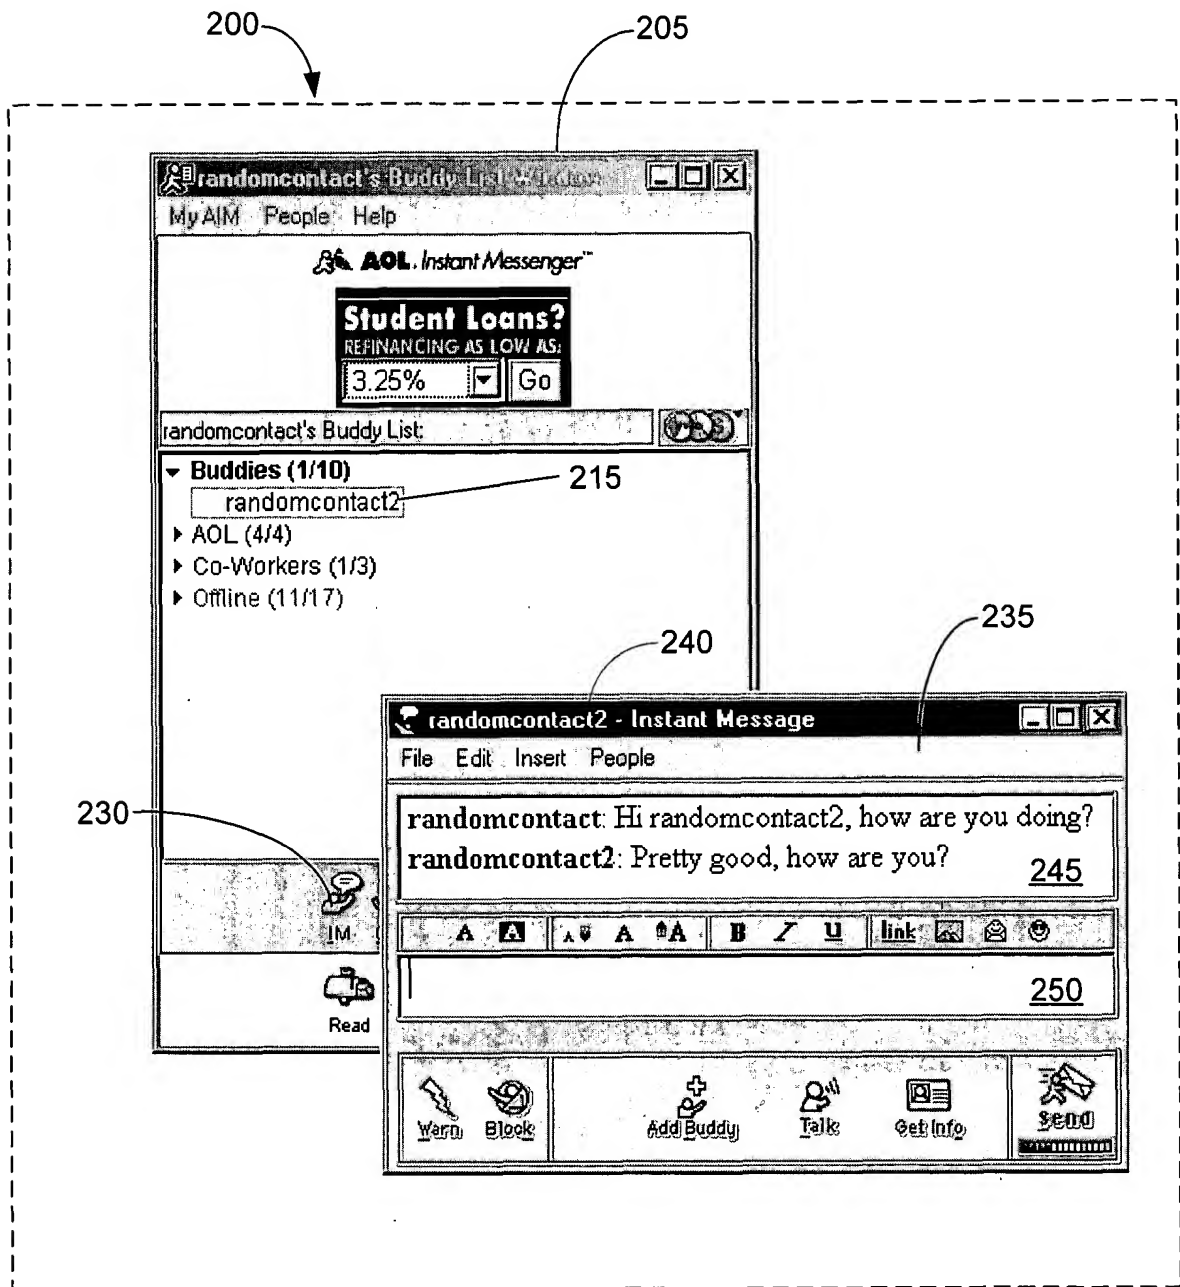 200
205
randomcontact's Buddy List Window
My AIM People Help
AOL Instant Messenger™
Student Loans?
REFINANCING AS LOW AS:
3.25% Go
randomcontact's Buddy List:
Buddies (1/10)
randomcontact2
215
AOL (4/4)
Co-Workers (1/3)
Offline (11/17)
240
235
randomcontact2 - Instant Message
File Edit Insert People
randomcontact: Hi randomcontact2, how are you doing?
randomcontact2: Pretty good, how are you?
245
230
IM
A A A A A B I U link
250
Read
Warn Block Add Buddy Talk Get Info Send